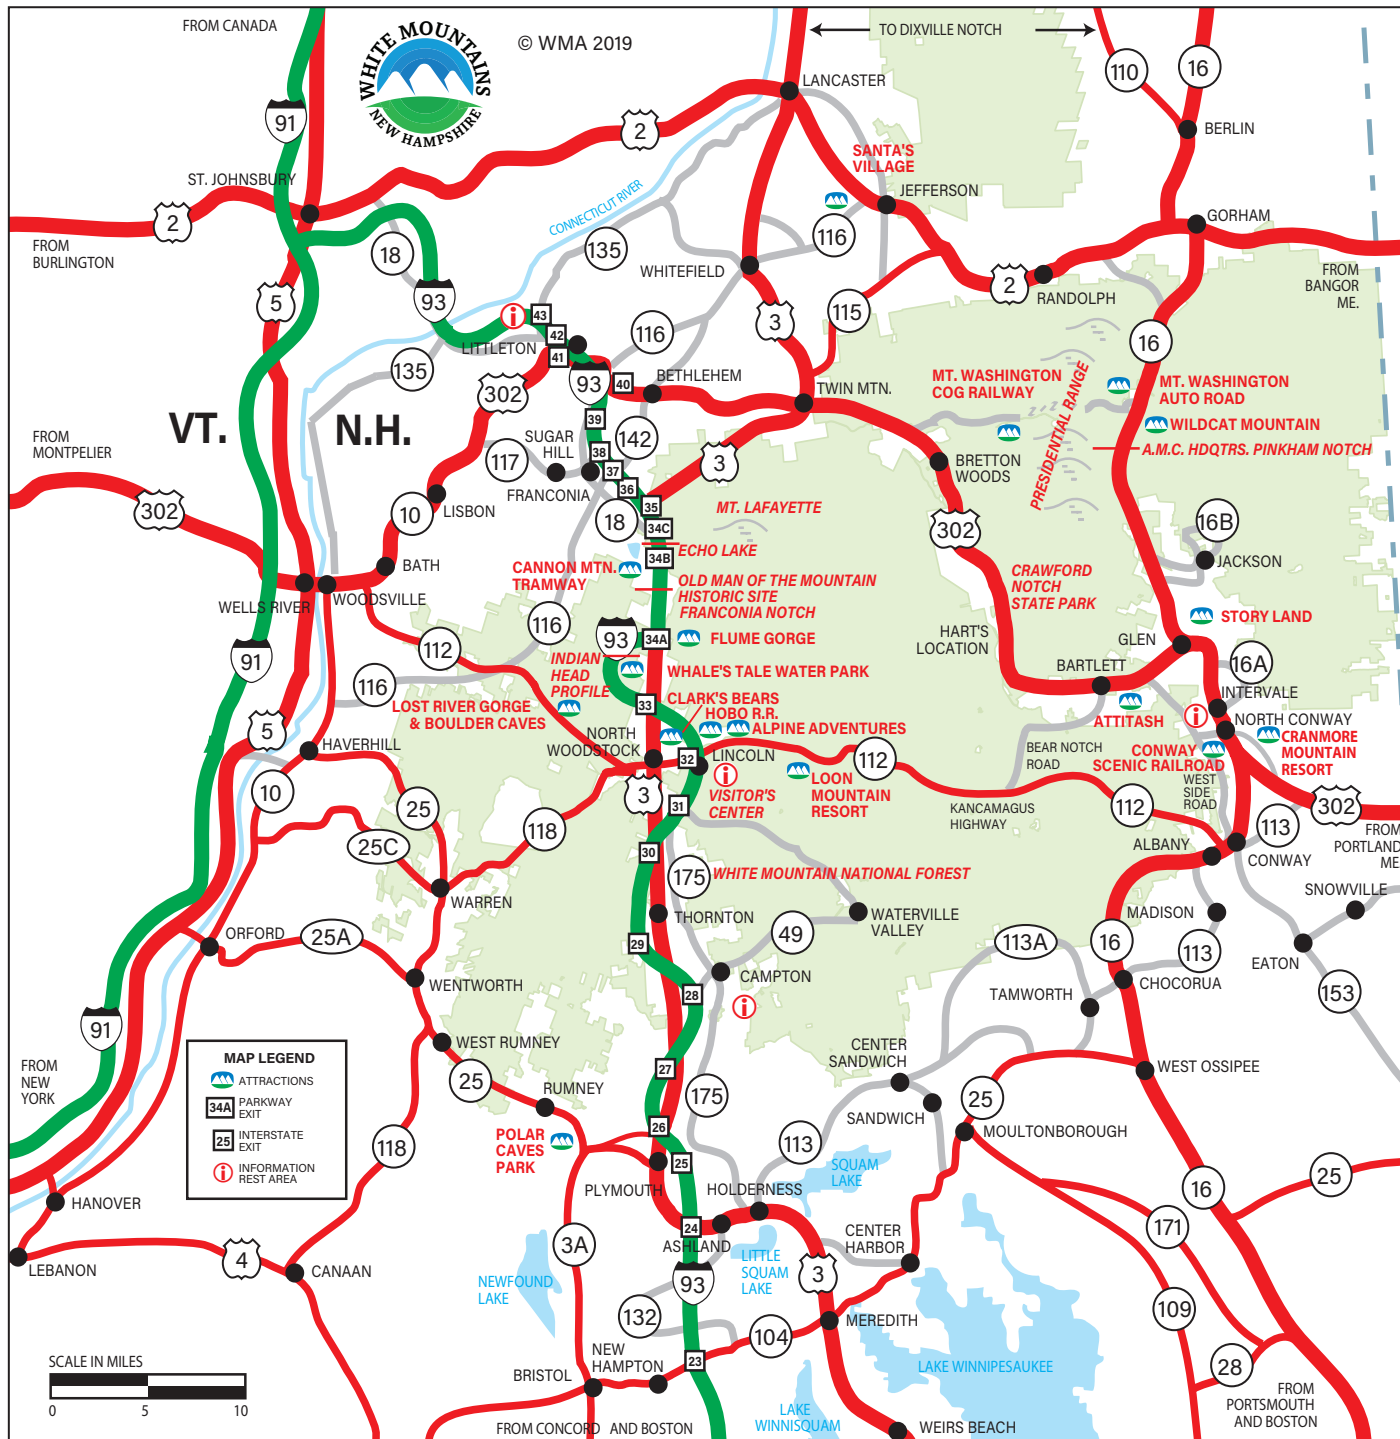 FROM CANADA
WHITE MOUNTAINS
NEW HAMPSHIRE
© WMA 2019
TO DIXVILLE NOTCH
110
16
91
2
LANCASTER
BERLIN
SANTA'S
VILLAGE
ST. JOHNSBURY
JEFFERSON
CONNECTICUT RIVER
2
GORHAM
FROM
BURLINGTON
18
135
116
WHITEFIELD
FROM
BANGOR
ME.
2
RANDOLPH
5
93
43
42
41
LITTLETON
116
3
115
16
135
302
93
40
BETHLEHEM
TWIN MTN.
MT. WASHINGTON
COG RAILWAY
PRESIDENTIAL RANGE
MT. WASHINGTON
AUTO ROAD
WILDCAT MOUNTAIN
A.M.C. HDQTRS. PINKHAM NOTCH
VT.
N.H.
FROM
MONTPELIER
39
142
SUGAR
HILL
38
37
117
FRANCONIA
36
3
BRETTON
WOODS
302
10
LISBON
35
18
34C
MT. LAFAYETTE
302
16B
ECHO LAKE
34B
BATH
CANNON MTN.
TRAMWAY
OLD MAN OF THE MOUNTAIN
HISTORIC SITE
FRANCONIA NOTCH
CRAWFORD
NOTCH
STATE PARK
JACKSON
WELLS RIVER
WOODSVILLE
116
93
34A
FLUME GORGE
HART'S
LOCATION
STORY LAND
GLEN
91
112
INDIAN
HEAD
PROFILE
WHALE'S TALE WATER PARK
BARTLETT
16A
116
LOST RIVER GORGE
& BOULDER CAVES
33
CLARK'S BEARS
HOBO R.R.
ALPINE ADVENTURES
INTERVALE
ATTITASH
NORTH CONWAY
CRANMORE
MOUNTAIN
RESORT
5
HAVERHILL
NORTH
WOODSTOCK
32
LINCOLN
112
BEAR NOTCH
ROAD
CONWAY
SCENIC RAILROAD
WEST
SIDE
ROAD
10
25
3
VISITOR'S
CENTER
LOON
MOUNTAIN
RESORT
31
KANCAMAGUS
HIGHWAY
112
302
113
FROM
PORTLAND
ME.
118
25C
30
ALBANY
CONWAY
175
WHITE MOUNTAIN NATIONAL FOREST
SNOWVILLE
WARREN
THORNTON
WATERVILLE
VALLEY
MADISON
ORFORD
25A
29
49
113A
16
113
EATON
WENTWORTH
CAMPTON
28
CHOCORUA
TAMWORTH
153
91
WEST RUMNEY
MAP LEGEND
ATTRACTIONS
34A
PARKWAY
EXIT
25
INTERSTATE
EXIT
INFORMATION
REST AREA
FROM
NEW
YORK
25
RUMNEY
27
CENTER
SANDWICH
WEST OSSIPEE
175
SANDWICH
25
POLAR
CAVES
PARK
26
113
MOULTONBOROUGH
118
25
SQUAM
LAKE
25
HANOVER
PLYMOUTH
HOLDERNESS
16
24
ASHLAND
CENTER
HARBOR
171
LEBANON
4
CANAAN
3A
LITTLE
SQUAM
LAKE
3
NEWFOUND
LAKE
93
132
104
MEREDITH
109
SCALE IN MILES
0
5
10
NEW
HAMPTON
23
LAKE WINNIPESAUKEE
28
BRISTOL
FROM CONCORD AND BOSTON
LAKE
WINNISQUAM
WEIRS BEACH
FROM
PORTSMOUTH
AND BOSTON